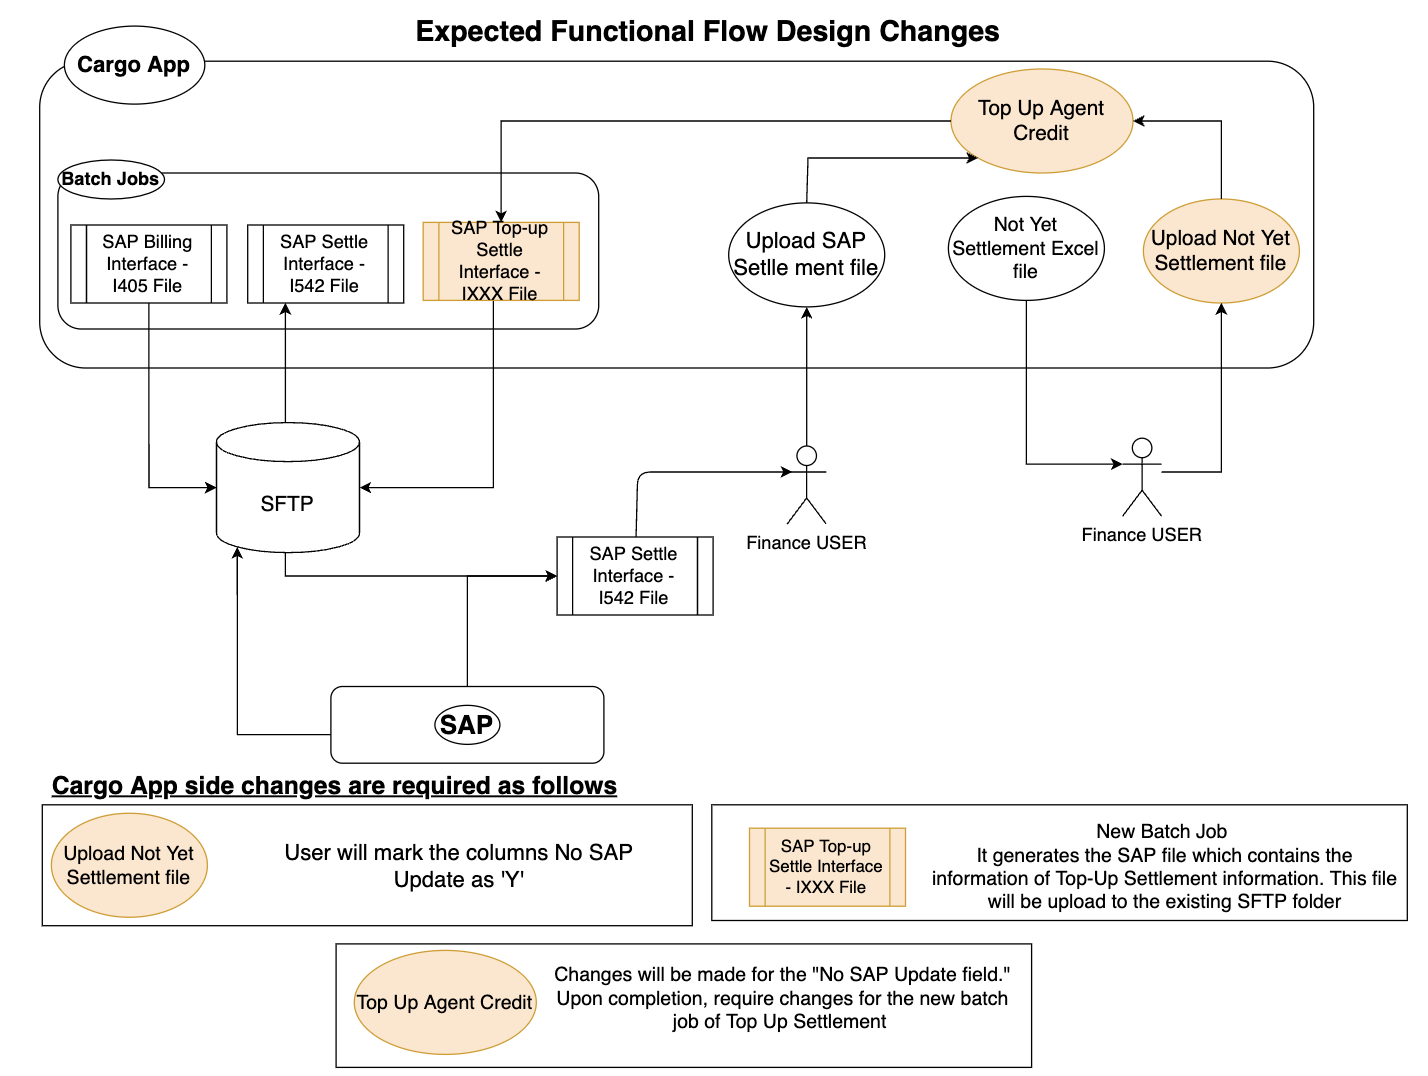 Expected Functional Flow Design Changes
Cargo App
Top Up Agent
Credit
Batch Jobs
SAP Billing
Interface -
I405 File
SAP Settle
Interface -
I542 File
SAP Top-up
Settle
Interface -
IXXX File
Upload SAP
Setlle ment file
Not Yet
Settlement Excel
file
Upload Not Yet
Settlement file
SFTP
Finance USER
Finance USER
SAP Settle
Interface -
I542 File
SAP
Cargo App side changes are required as follows
Upload Not Yet
Settlement file
User will mark the columns No SAP
Update as 'Y'
SAP Top-up
Settle Interface
- IXXX File
New Batch Job
It generates the SAP file which contains the
information of Top-Up Settlement information. This file
will be upload to the existing SFTP folder
Top Up Agent Credit
Changes will be made for the "No SAP Update field."
Upon completion, require changes for the new batch
job of Top Up Settlement